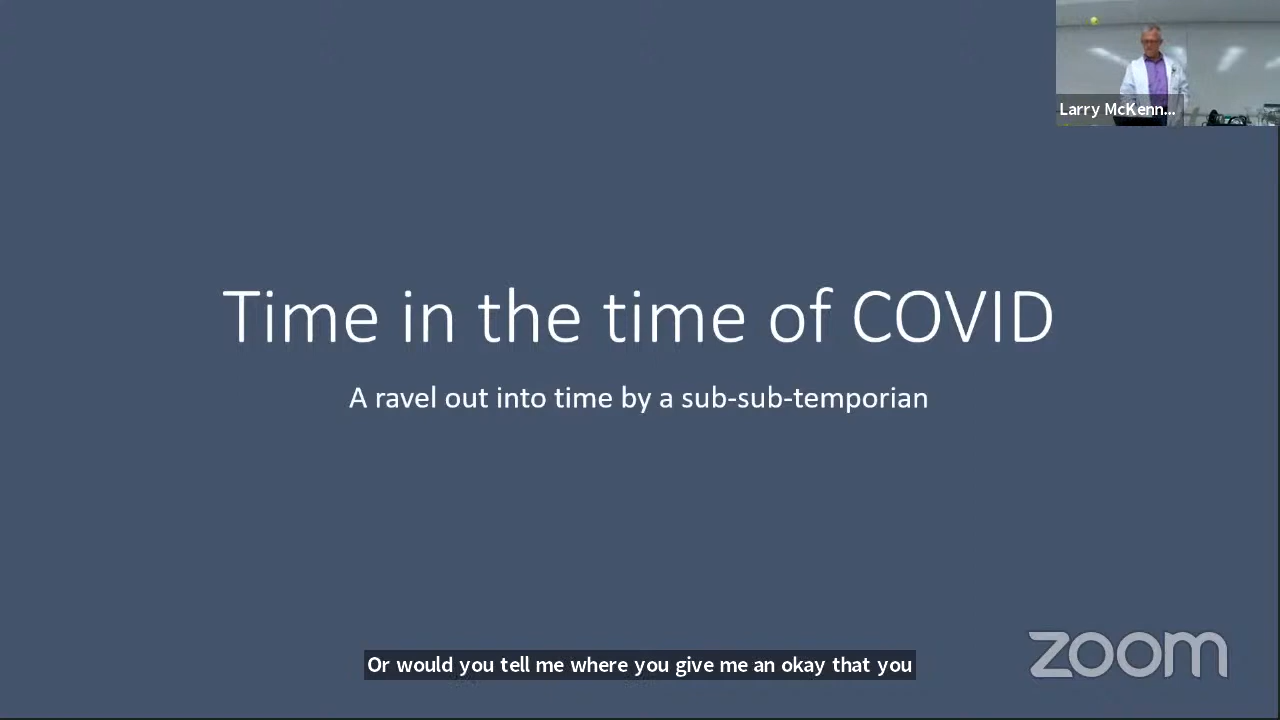 Larry McKenn...
Time in the time of COVID
A ravel out into time by a sub-sub-temporian
Or would you tell me where you give me an okay that you
zoom